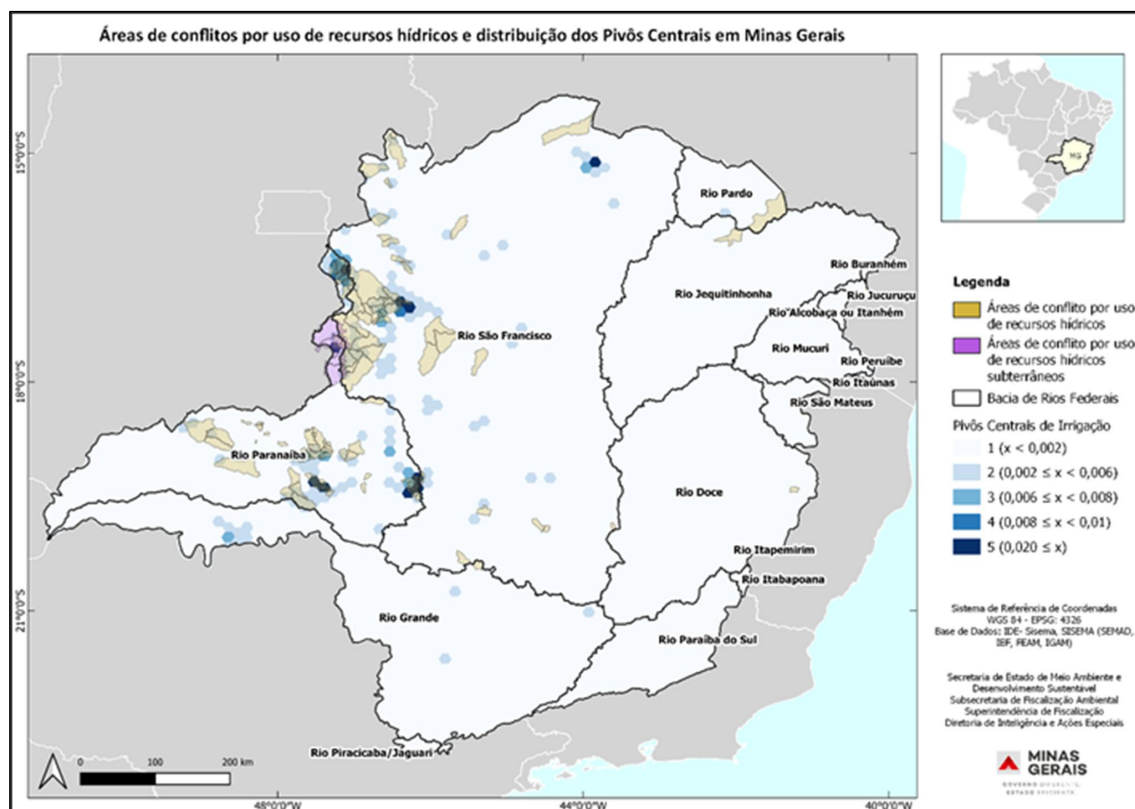 Áreas de conflitos por uso de recursos hídricos e distribuição dos Pivôs Centrais em Minas Gerais
15°0'0"S
18°0'0"S
21°0'0"S
48°0'0"W
44°0'0"W
40°0'0"W
Rio Pardo
Rio Buranhém
Rio Jequitinhonha
Rio Jucuruçu
Rio Alcobaça ou Itanhém
Rio São Francisco
Rio Mucuri
Rio Peruíbe
Rio Itaúnas
Rio São Mateus
Rio Paranaíba
Rio Doce
Rio Itapemirim
Rio Itabapoana
Rio Grande
Rio Paraíba do Sul
Rio Piracicaba/Jaguari
0 100 200 km
MG
Legenda
Áreas de conflito por uso
de recursos hídricos
Áreas de conflito por uso
de recursos hídricos
subterrâneos
Bacia de Rios Federais
Pivôs Centrais de Irrigação
1 (x < 0,002)
2 (0,002 ≤ x < 0,006)
3 (0,006 ≤ x < 0,008)
4 (0,008 ≤ x < 0,01)
5 (0,020 ≤ x)
Sistema de Referência de Coordenadas
WGS 84 - EPSG: 4326
Base de Dados: IDE- Sisema, SISEMA (SEMAD,
IEF, FEAM, IGAM)
Secretaria de Estado de Meio Ambiente e
Desenvolvimento Sustentável
Subsecretaria de Fiscalização Ambiental
Superintendência de Fiscalização
Diretoria de Inteligência e Ações Especiais
MINAS
GERAIS
GOVERNO DIFERENTE.
ESTADO EFICIENTE.